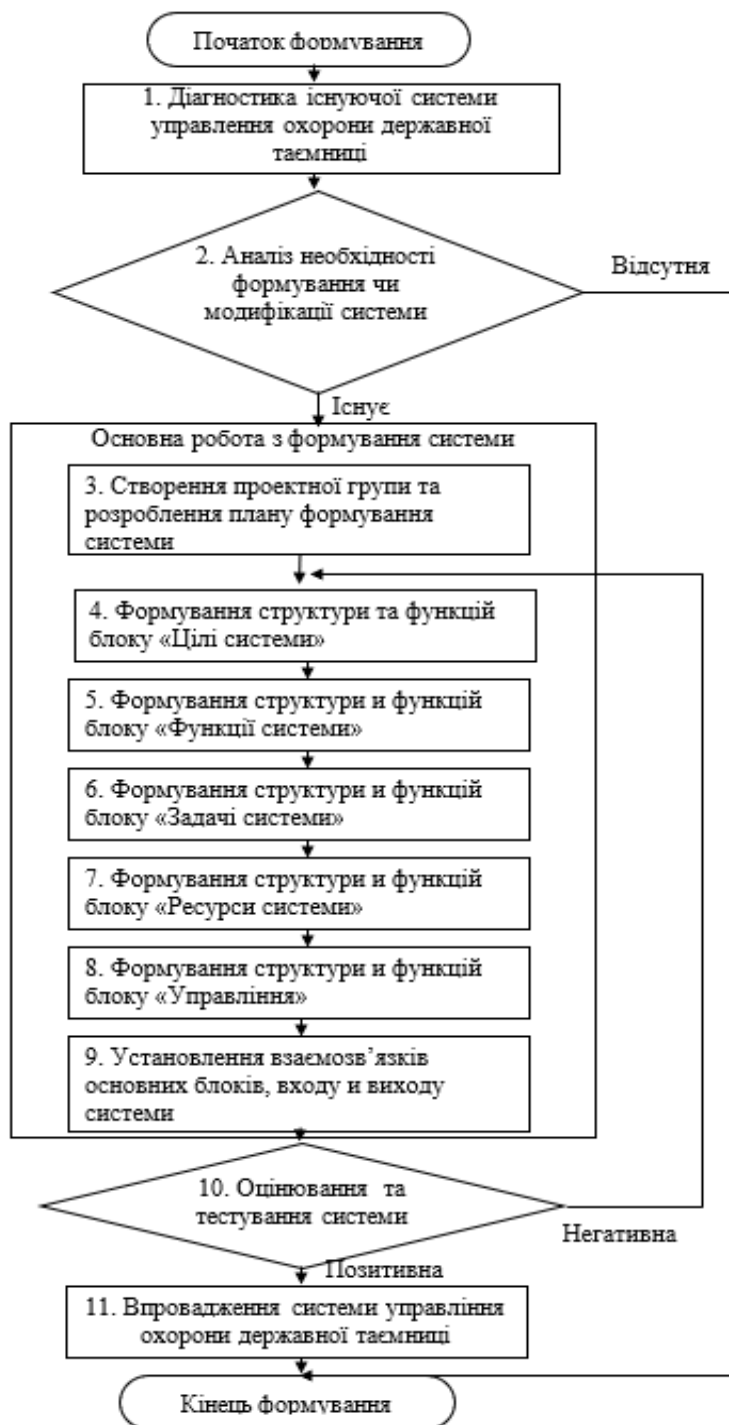 Початок формування
1. Діагностика існуючої системи
управлення охорони державної
таємниці
2. Аналіз необхідності
формування чи
модифікації системи
Відсутня
Існує
Основна робота з формування системи
3. Створення проектної групи та
розроблення плану формування
системи
4. Формування структури та функцій
блоку «Цілі системи»
5. Формування структури и функцій
блоку «Функції системи»
6. Формування структури и функцій
блоку «Задачі системи»
7. Формування структури и функцій
блоку «Ресурси системи»
8. Формування структури и функцій
блоку «Управління»
9. Установлення взаємозв’язків
основних блоків, входу и виходу
системи
10. Оцінювання та
тестування системи
Негативна
Позитивна
11. Впровадження системи управління
охорони державної таємниці
Кінець формування